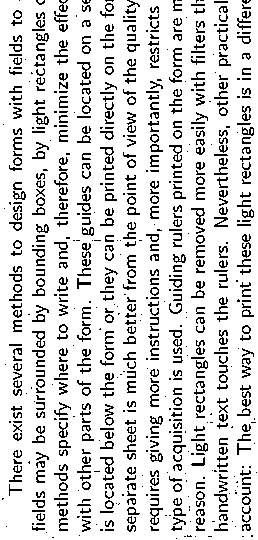 There exist several methods to design forms with fields to
fields may be surrounded by bounding boxes, by light rectangles
methods specify where to write and, therefore, minimize the effec
with other parts of the form. These guides can be located on a se
is located below the form or they can be printed directly on the for
separate sheet is much better from the point of view of the quality
requires giving more instructions and, more importantly, restricts
type of acquisition is used. Guiding rulers printed on the form are m
reason. Light rectangles can be removed more easily with filters th
handwritten text touches the rulers. Nevertheless, other practical
account: The best way to print these light rectangles is in a differe